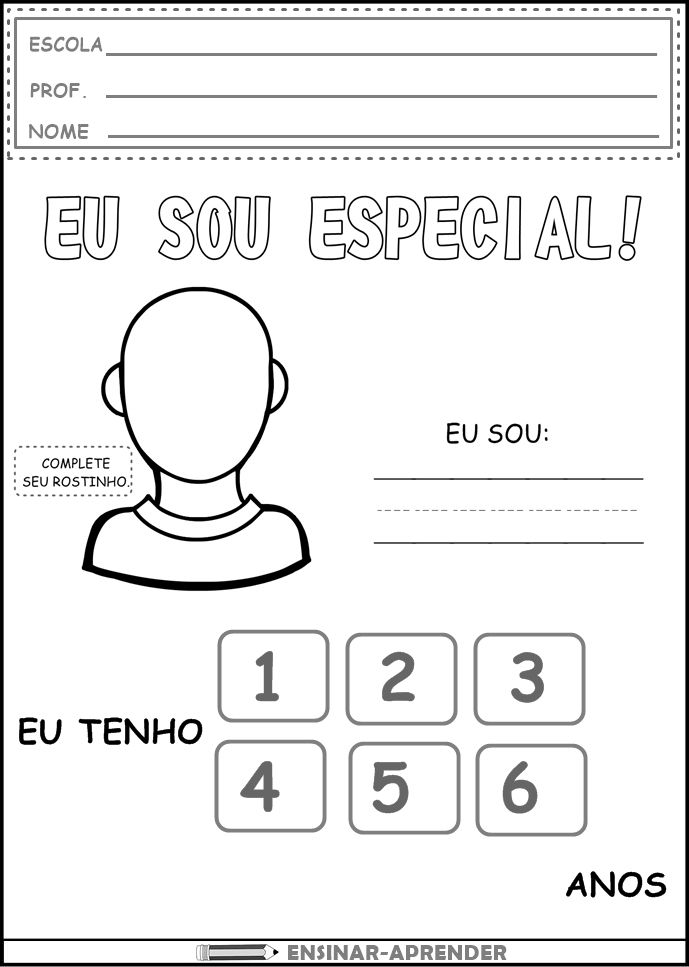 ESCOLA
PROF.
NOME
EU SOU ESPECIAL!
EU SOU:
COMPLETE
SEU ROSTINHO.
1 2 3
EU TENHO
4 5 6
ANOS
ENSINAR-APRENDER